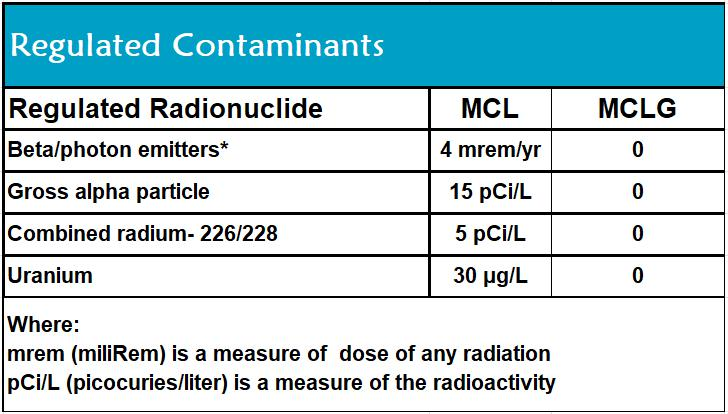 Regulated Contaminants
Regulated Radionuclide MCL MCLG
Beta/photon emitters* 4 mrem/yr 0
Gross alpha particle 15 pCi/L 0
Combined radium- 226/228 5 pCi/L 0
Uranium 30 µg/L 0
Where:
mrem (miliRem) is a measure of  dose of any radiation
pCi/L (picocuries/liter) is a measure of the radioactivity